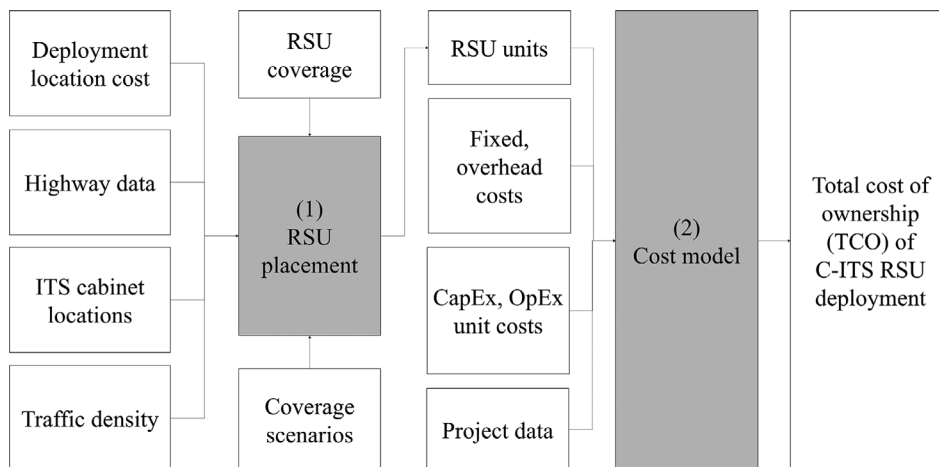 Deployment
location cost
Highway data
ITS cabinet
locations
Traffic density
RSU
coverage
(1)
RSU
placement
Coverage
scenarios
RSU units
Fixed,
overhead
costs
CapEx, OpEx
unit costs
Project data
(2)
Cost model
Total cost of
ownership
(TCO) of
C-ITS RSU
deployment